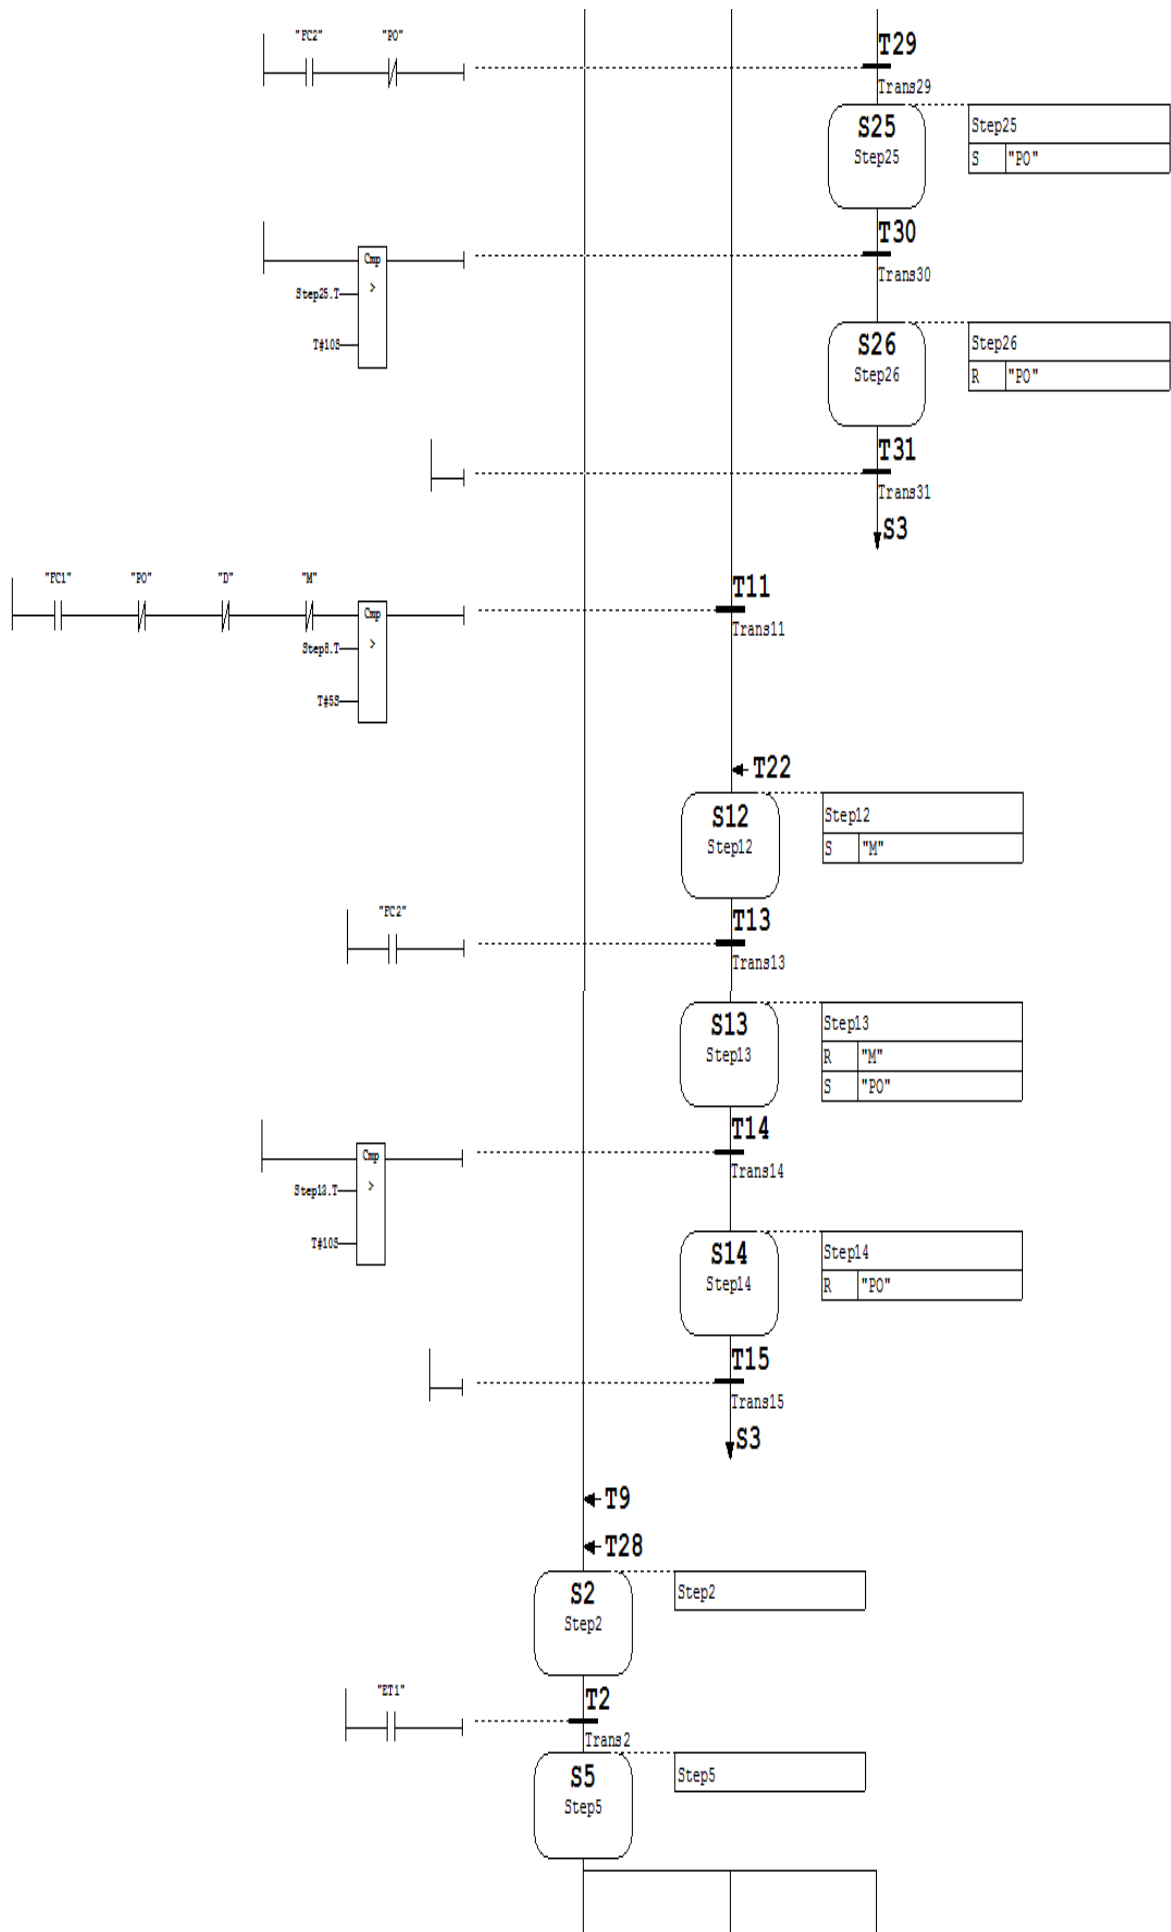 "FC2" "PO" T29
Trans29
S25
Step25
Step25
S "PO"
T30
Cmp
>
Step25.T
T#10S
Trans30
S26
Step26
Step26
R "PO"
T31
Trans31
S3
"FC1" "PO" "D" "M" T11
Cmp
>
Step8.T
T#5S
Trans11
T22
S12
Step12
Step12
S "M"
"FC2" T13
Trans13
S13
Step13
Step13
R "M"
S "PO"
T14
Cmp
>
Step13.T
T#10S
Trans14
S14
Step14
Step14
R "PO"
T15
Trans15
S3
T9
T28
S2
Step2
Step2
"ET1" T2
Trans2
S5
Step5
Step5